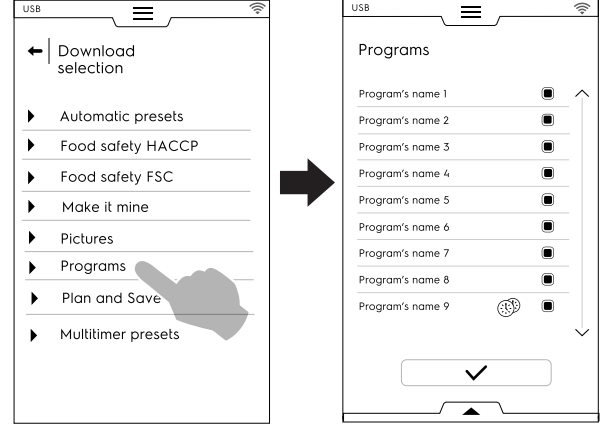 USB
Download
selection
Automatic presets
Food safety HACCP
Food safety FSC
Make it mine
Pictures
Programs
Plan and Save
Multitimer presets
USB
Programs
Program's name 1
Program's name 2
Program's name 3
Program's name 4
Program's name 5
Program's name 6
Program's name 7
Program's name 8
Program's name 9